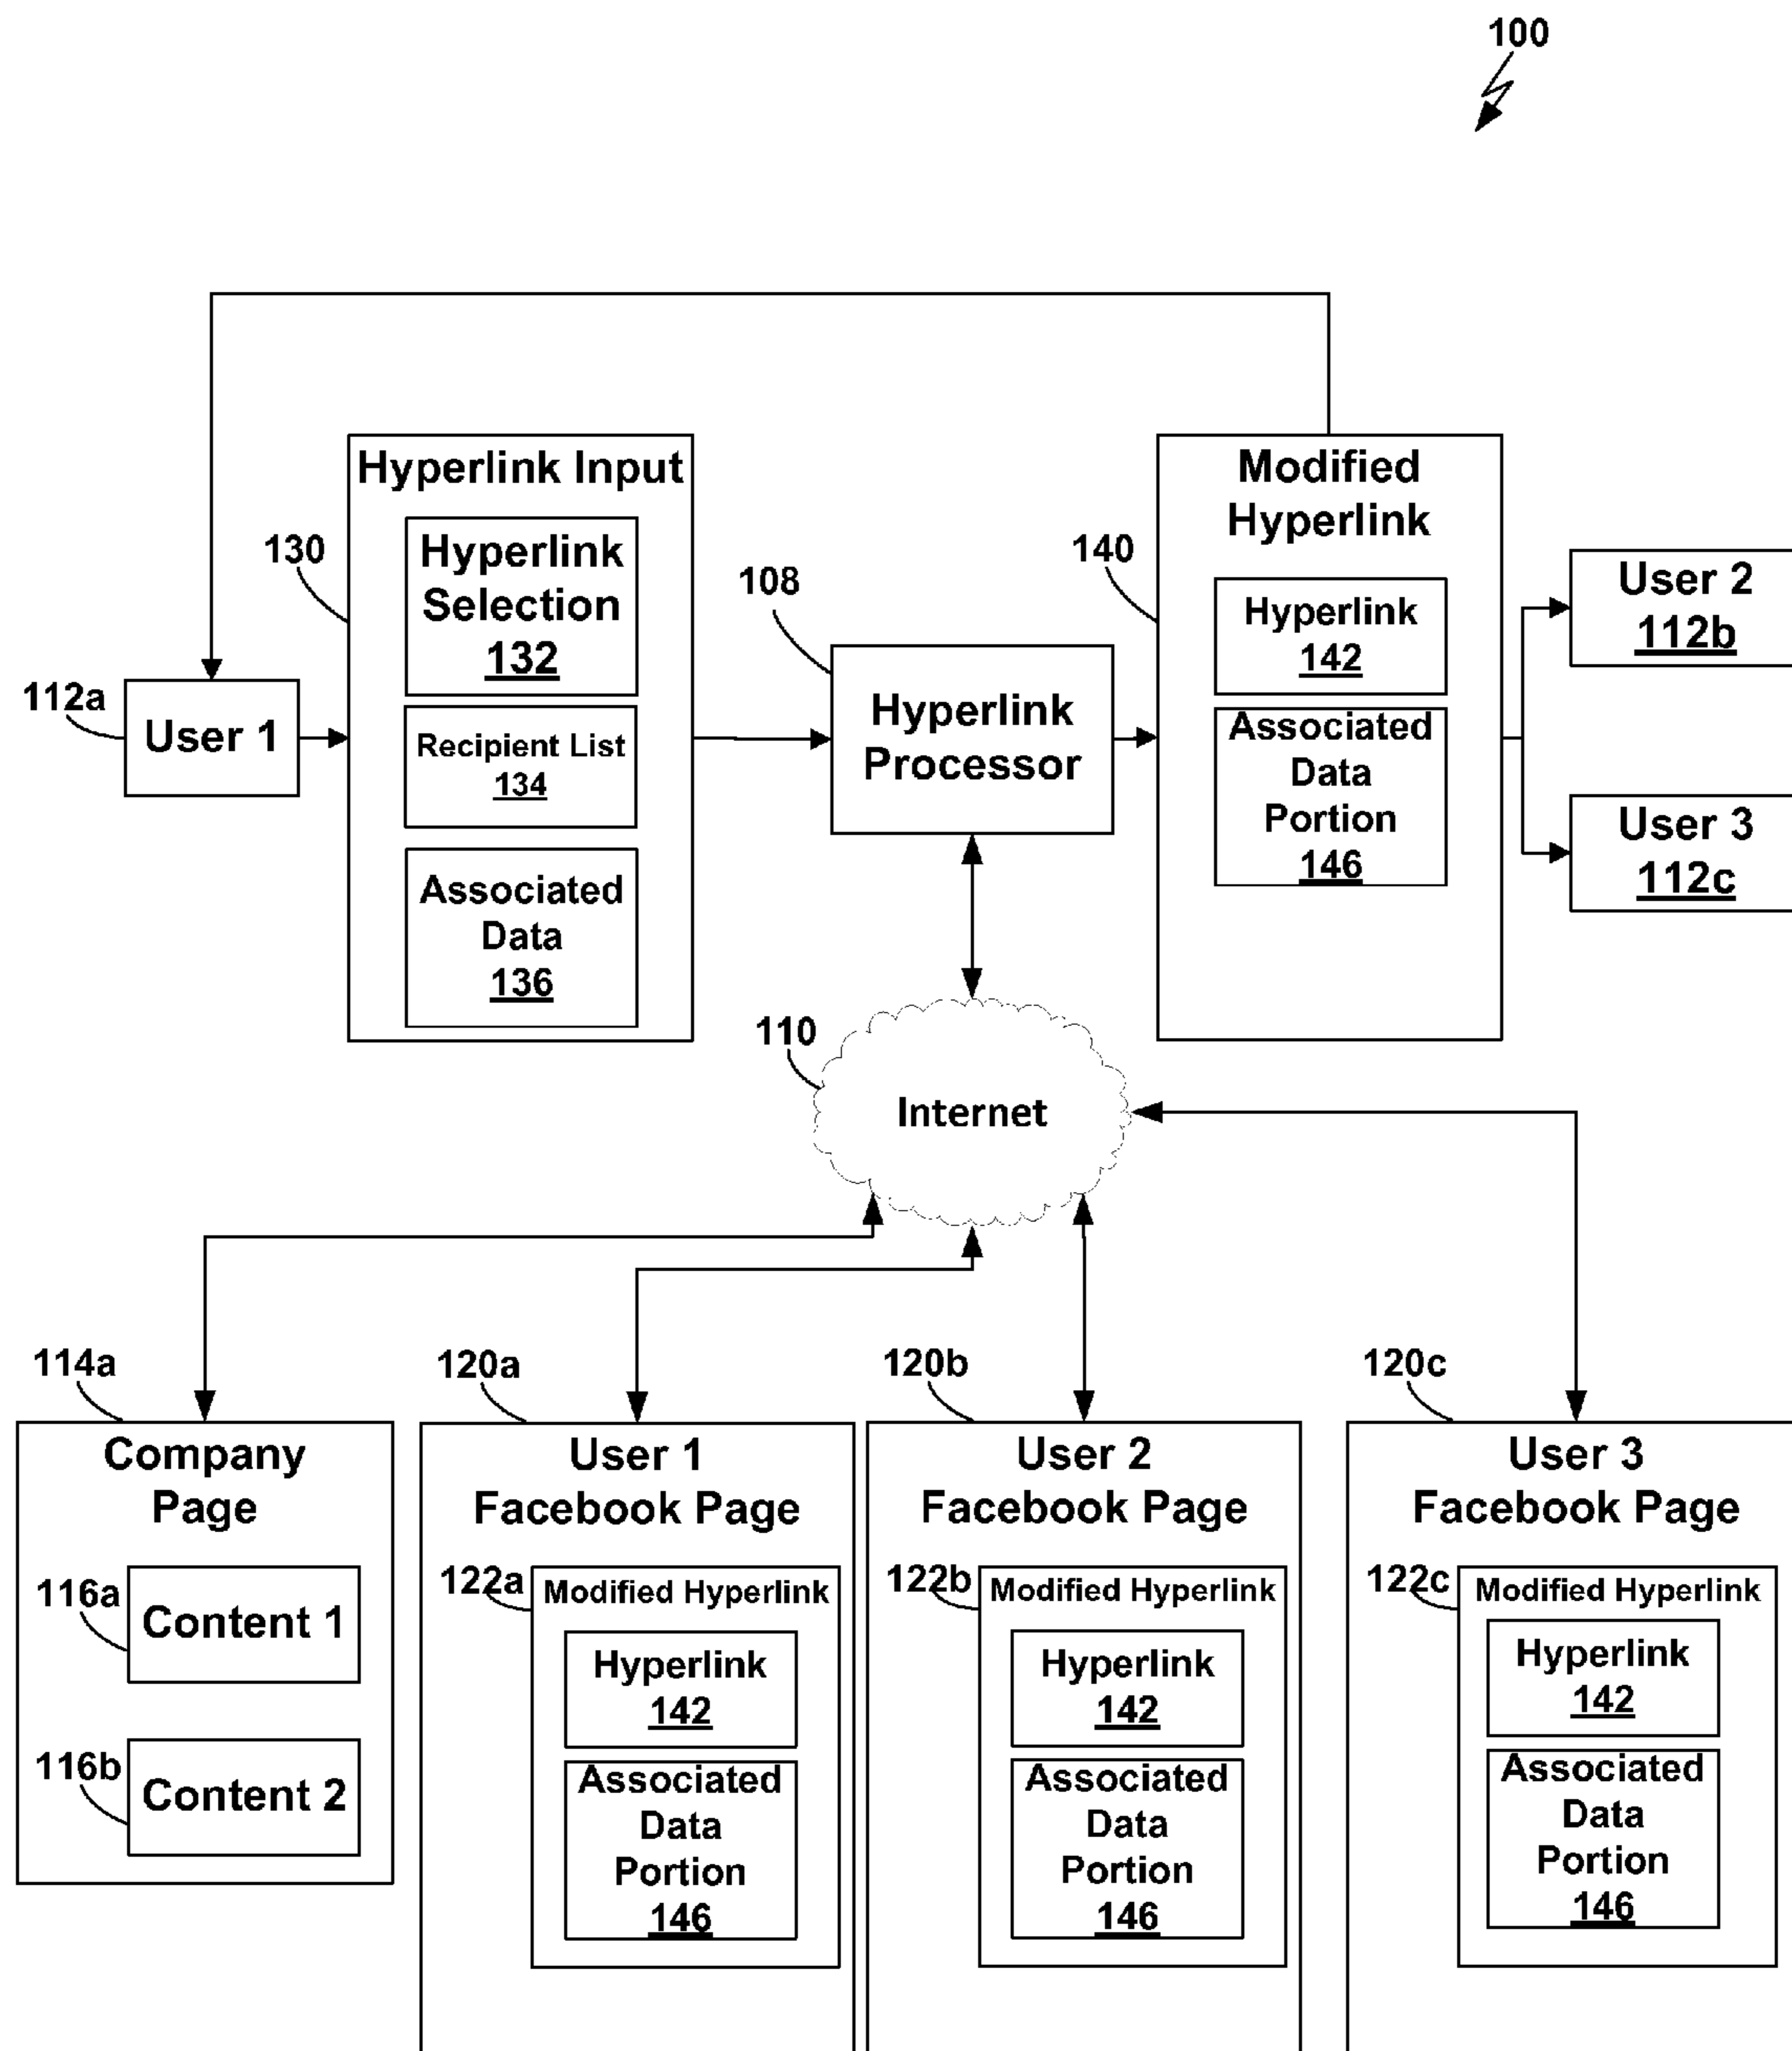 100
Hyperlink Input
130
Hyperlink
Selection
132
Recipient List
134
Associated
Data
136
112a
User 1
108
Hyperlink
Processor
140
Modified
Hyperlink
Hyperlink
142
Associated
Data
Portion
146
User 2
112b
User 3
112c
110
Internet
114a
Company
Page
116a
Content 1
116b
Content 2
120a
User 1
Facebook Page
122a
Modified Hyperlink
Hyperlink
142
Associated
Data
Portion
146
120b
User 2
Facebook Page
122b
Modified Hyperlink
Hyperlink
142
Associated
Data
Portion
146
120c
User 3
Facebook Page
122c
Modified Hyperlink
Hyperlink
142
Associated
Data
Portion
146